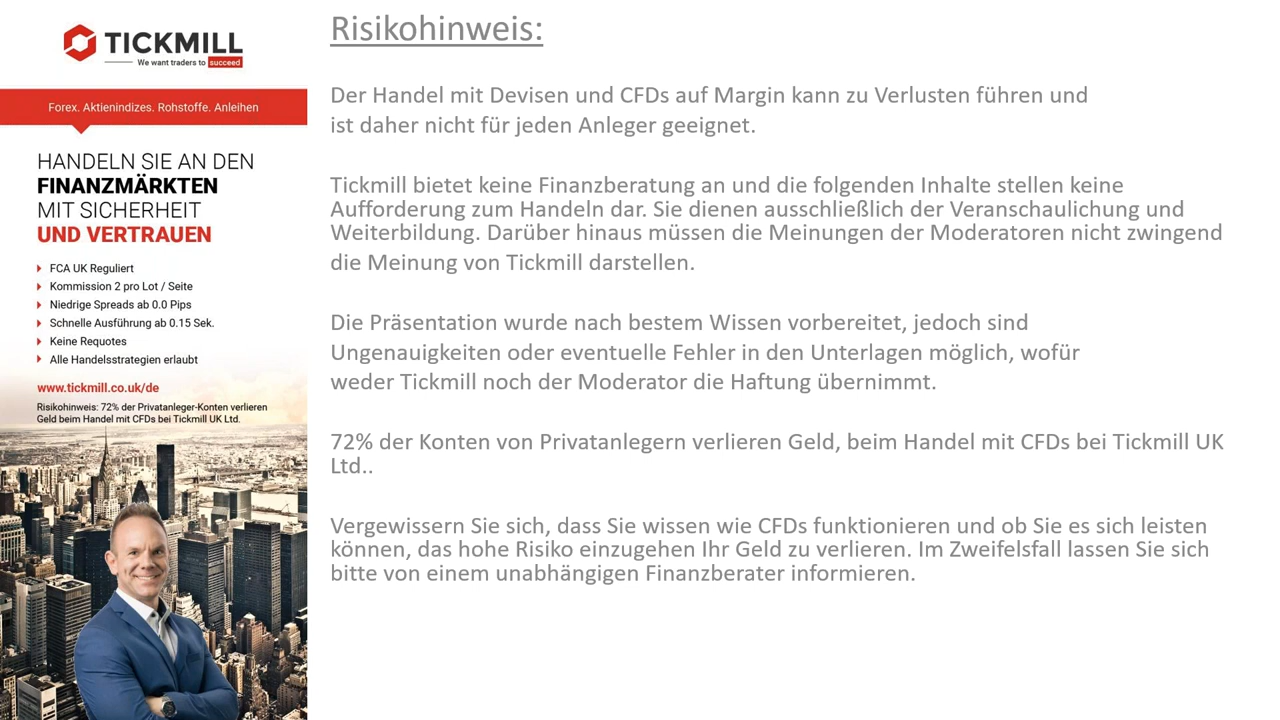 TICKMILL
We want traders to succeed
Forex. Aktienindizes. Rohstoffe. Anleihen
HANDELN SIE AN DEN
FINANZMÄRKTEN
MIT SICHERHEIT
UND VERTRAUEN
FCA UK Reguliert
Kommission 2 pro Lot / Seite
Niedrige Spreads ab 0.0 Pips
Schnelle Ausführung ab 0.15 Sek.
Keine Requotes
Alle Handelsstrategien erlaubt
www.tickmill.co.uk/de
Risikohinweis: 72% der Privatanleger-Konten verlieren
Geld beim Handel mit CFDs bei Tickmill UK Ltd.
Risikohinweis:
Der Handel mit Devisen und CFDs auf Margin kann zu Verlusten führen und
ist daher nicht für jeden Anleger geeignet.
Tickmill bietet keine Finanzberatung an und die folgenden Inhalte stellen keine
Aufforderung zum Handeln dar. Sie dienen ausschließlich der Veranschaulichung und
Weiterbildung. Darüber hinaus müssen die Meinungen der Moderatoren nicht zwingend
die Meinung von Tickmill darstellen.
Die Präsentation wurde nach bestem Wissen vorbereitet, jedoch sind
Ungenauigkeiten oder eventuelle Fehler in den Unterlagen möglich, wofür
weder Tickmill noch der Moderator die Haftung übernimmt.
72% der Konten von Privatanlegern verlieren Geld, beim Handel mit CFDs bei Tickmill UK
Ltd..
Vergewissern Sie sich, dass Sie wissen wie CFDs funktionieren und ob Sie es sich leisten
können, das hohe Risiko einzugehen Ihr Geld zu verlieren. Im Zweifelsfall lassen Sie sich
bitte von einem unabhängigen Finanzberater informieren.